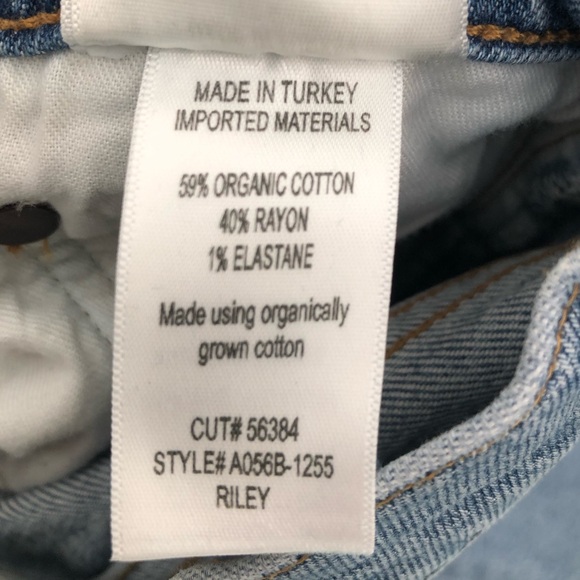 MADE IN TURKEY
IMPORTED MATERIALS
59% ORGANIC COTTON
40% RAYON
1% ELASTANE
Made using organically
grown cotton
CUT# 56384
STYLE# A056B-1255
RILEY